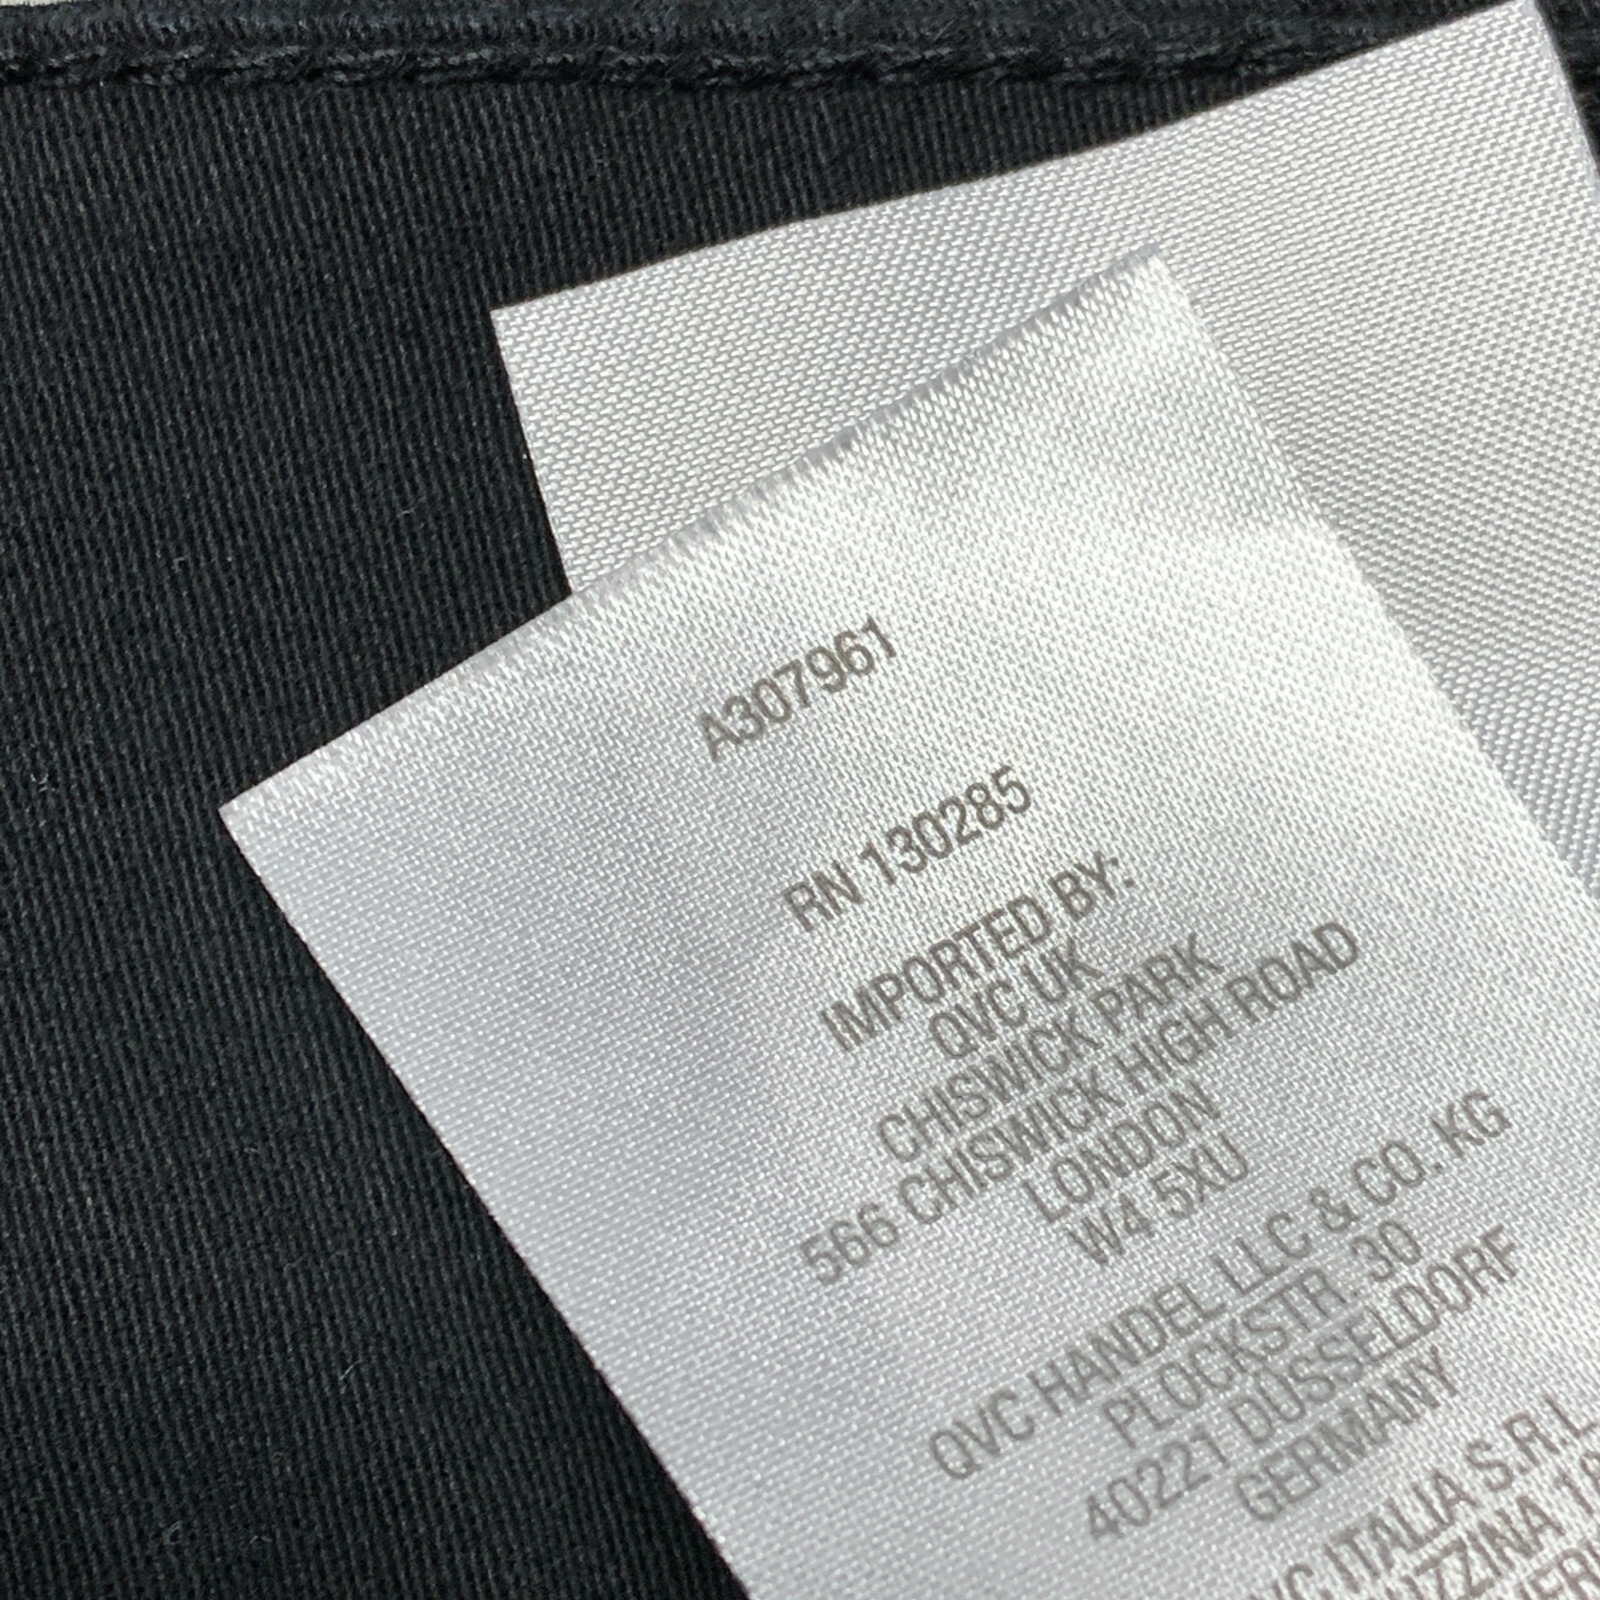 A307961
RN 130285
IMPORTED BY:
QVC UK
CHISWICK PARK
566 CHISWICK HIGH ROAD
LONDON
W4 5XU
QVC HANDEL LLC & CO. KG
PLOCKSTR. 30
40221 DÜSSELDORF
GERMANY
ITALIA S.R.L